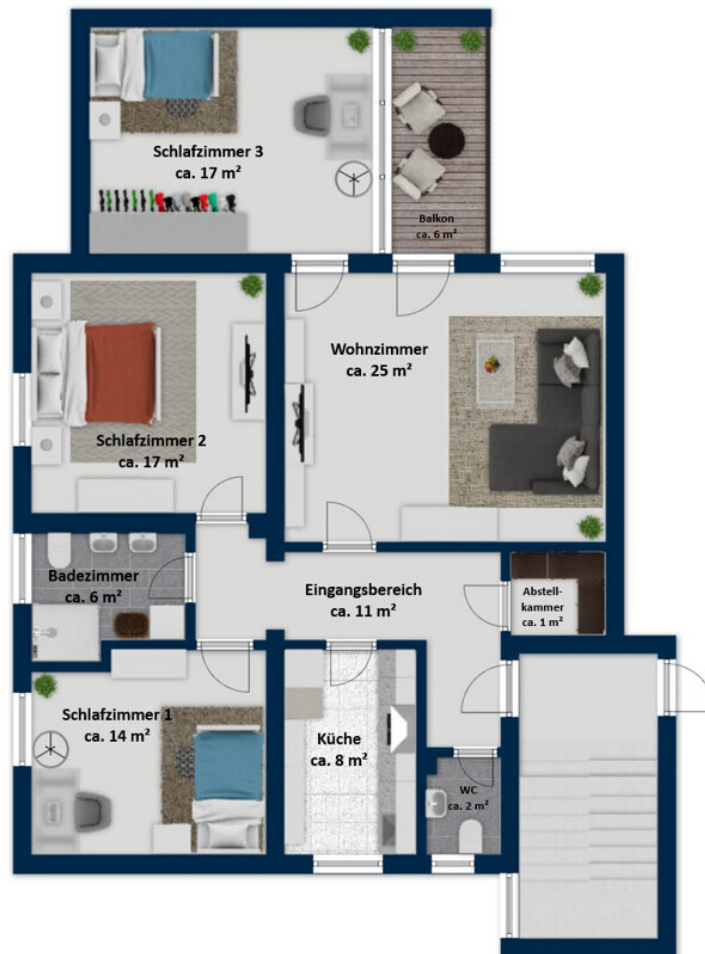 Schlafzimmer 3
ca. 17 m²
Balkon
ca. 6 m²
Wohnzimmer
ca. 25 m²
Schlafzimmer 2
ca. 17 m²
Badezimmer
ca. 6 m²
Eingangsbereich
ca. 11 m²
Abstell-
kammer
ca. 1 m²
Schlafzimmer 1
ca. 14 m²
Küche
ca. 8 m²
WC
ca. 2 m²